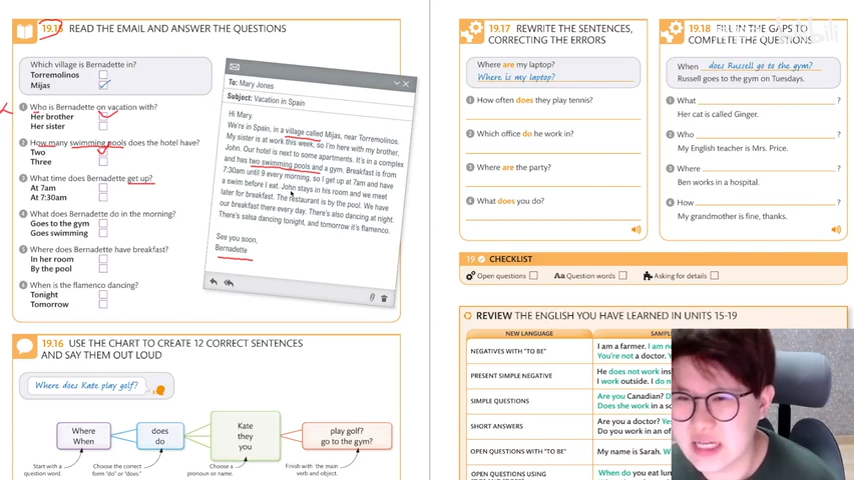 19.15 READ THE EMAIL AND ANSWER THE QUESTIONS
Which village is Bernadette in?
Torremolinos
Mijas
1 Who is Bernadette on vacation with?
Her brother
Her sister
2 How many swimming pools does the hotel have?
Two
Three
3 What time does Bernadette get up?
At 7am
At 7:30am
4 What does Bernadette do in the morning?
Goes to the gym
Goes swimming
5 Where does Bernadette have breakfast?
In her room
By the pool
6 When is the flamenco dancing?
Tonight
Tomorrow
To: Mary Jones
Subject: Vacation in Spain
Hi Mary,
We're in Spain, in a village called Mijas, near Torremolinos.
My sister is at work this week, so I'm here with my brother,
John. Our hotel is next to some apartments. It's in a complex
and has two swimming pools and a gym. Breakfast is from
7:30am until 9 every morning, so I get up at 7am and have
a swim before I eat. John stays in his room and we meet
later for breakfast. The restaurant is by the pool. We have
our breakfast there every day. There's also dancing at night.
There's salsa dancing tonight, and tomorrow it's flamenco.
See you soon,
Bernadette
19.16 USE THE CHART TO CREATE 12 CORRECT SENTENCES
AND SAY THEM OUT LOUD
Where does Kate play golf?
Where
When
does
do
Kate
they
you
play golf?
go to the gym?
Start with a
question word.
Choose the correct
form "do" or "does."
Choose a
pronoun or name.
Finish with the main
verb and object.
19.17 REWRITE THE SENTENCES,
CORRECTING THE ERRORS
Where are my laptop?
Where is my laptop?
1 How often does they play tennis?
2 Which office do he work in?
3 Where are the party?
4 What does you do?
19.18 FILL IN THE GAPS TO
COMPLETE THE QUESTIONS
When does Russell go to the gym?
Russell goes to the gym on Tuesdays.
1 What
Her cat is called Ginger.
2 Who
My English teacher is Mrs. Price.
3 Where
Ben works in a hospital.
4 How
My grandmother is fine, thanks.
19 CHECKLIST
Open questions
Aa Question words
Asking for details
REVIEW THE ENGLISH YOU HAVE LEARNED IN UNITS 15-19
NEW LANGUAGE
NEGATIVES WITH "TO BE"
I am a farmer.
You're not a doctor.
PRESENT SIMPLE NEGATIVE
He does not work
I work outside.
SIMPLE QUESTIONS
Are you Canadian?
Does she work in a
SHORT ANSWERS
Are you a doctor?
Do you work in an
OPEN QUESTIONS WITH "TO BE"
My name is Sarah.
OPEN QUESTIONS USING
When do you eat